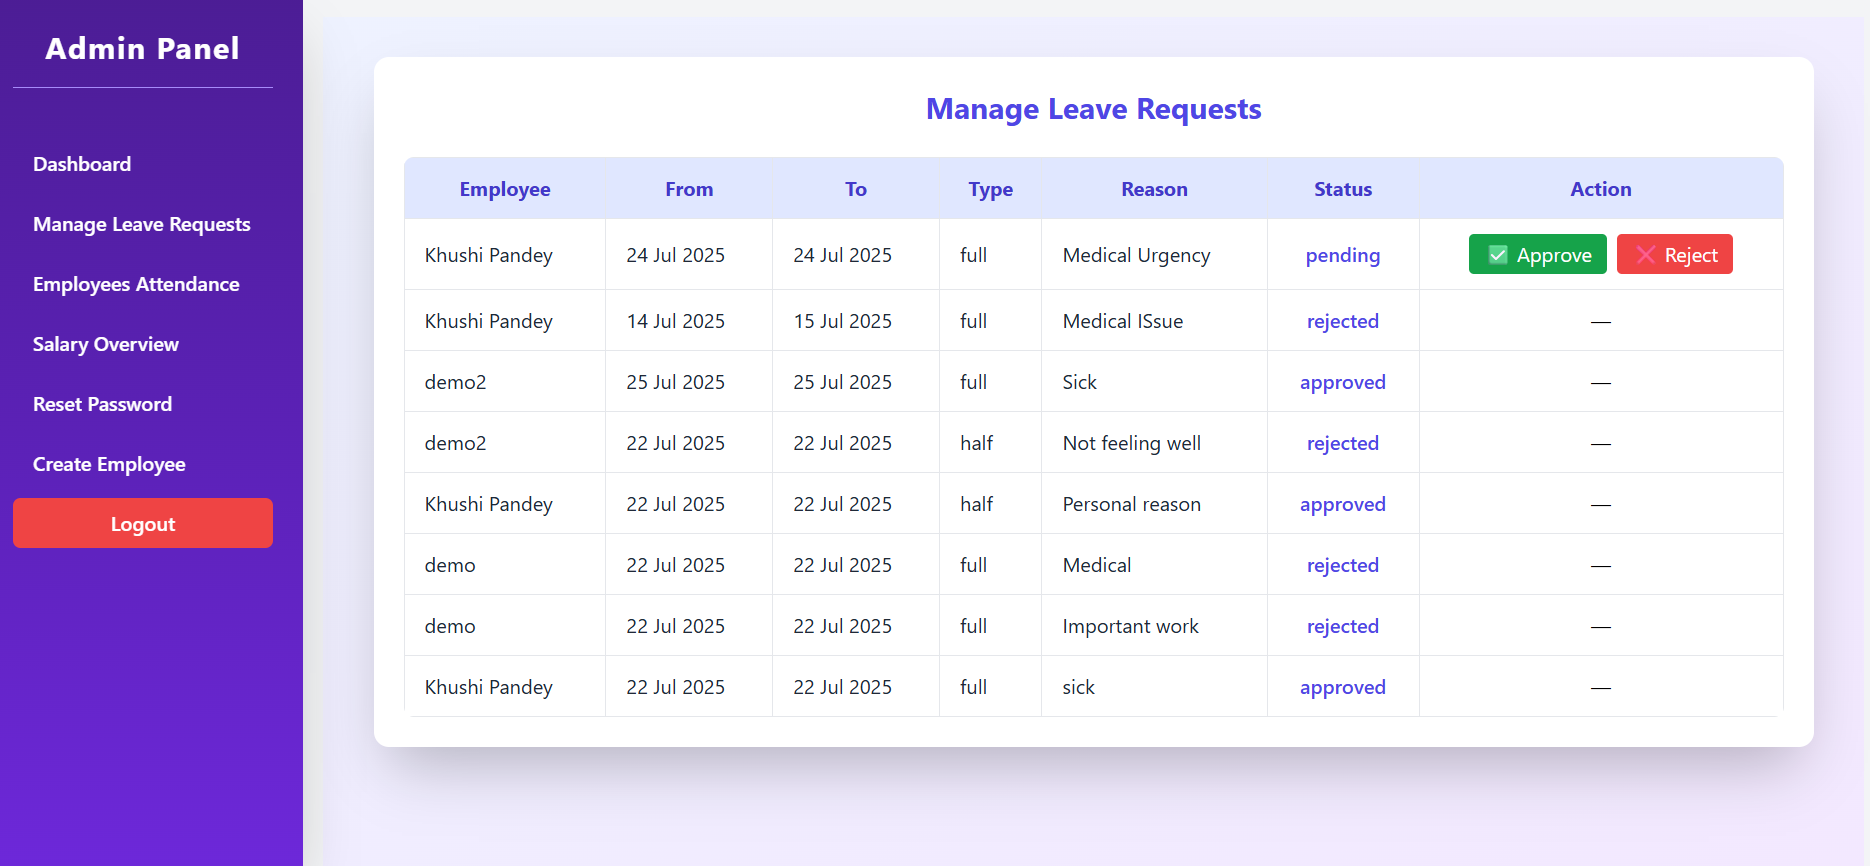 Admin Panel
Dashboard
Manage Leave Requests
Employees Attendance
Salary Overview
Reset Password
Create Employee
Logout
Manage Leave Requests
Employee From To Type Reason Status Action
Khushi Pandey 24 Jul 2025 24 Jul 2025 full Medical Urgency pending ✅ Approve ❌ Reject
Khushi Pandey 14 Jul 2025 15 Jul 2025 full Medical ISsue rejected —
demo2 25 Jul 2025 25 Jul 2025 full Sick approved —
demo2 22 Jul 2025 22 Jul 2025 half Not feeling well rejected —
Khushi Pandey 22 Jul 2025 22 Jul 2025 half Personal reason approved —
demo 22 Jul 2025 22 Jul 2025 full Medical rejected —
demo 22 Jul 2025 22 Jul 2025 full Important work rejected —
Khushi Pandey 22 Jul 2025 22 Jul 2025 full sick approved —